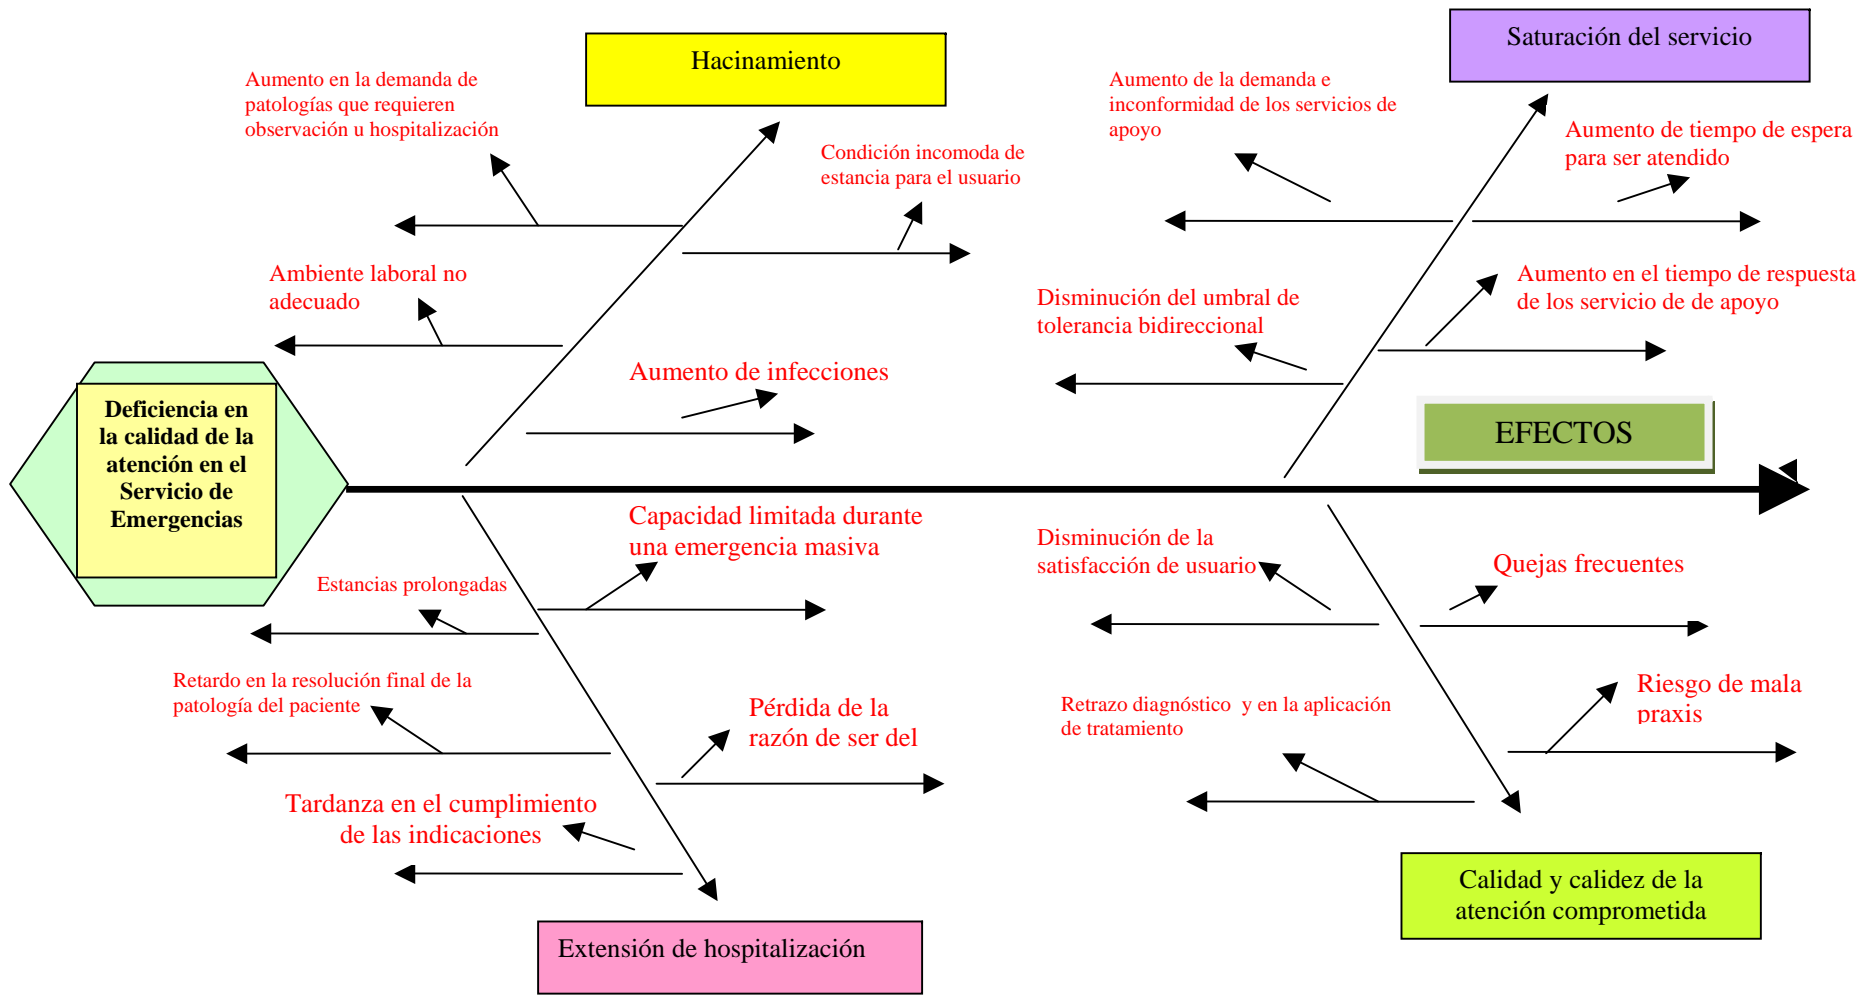 Hacinamiento
Saturación del servicio
Aumento en la demanda de
patologías que requieren
observación u hospitalización
Condición incomoda de
estancia para el usuario
Aumento de la demanda e
inconformidad de los servicios de
apoyo
Aumento de tiempo de espera
para ser atendido
Ambiente laboral no
adecuado
Disminución del umbral de
tolerancia bidireccional
Aumento en el tiempo de respuesta
de los servicio de de apoyo
Aumento de infecciones
Deficiencia en
la calidad de la
atención en el
Servicio de
Emergencias
EFECTOS
Capacidad limitada durante
una emergencia masiva
Estancias prolongadas
Disminución de la
satisfacción de usuario
Quejas frecuentes
Retardo en la resolución final de la
patología del paciente
Pérdida de la
razón de ser del
Retrazo diagnóstico y en la aplicación
de tratamiento
Riesgo de mala
praxis
Tardanza en el cumplimiento
de las indicaciones
Extensión de hospitalización
Calidad y calidez de la
atención comprometida